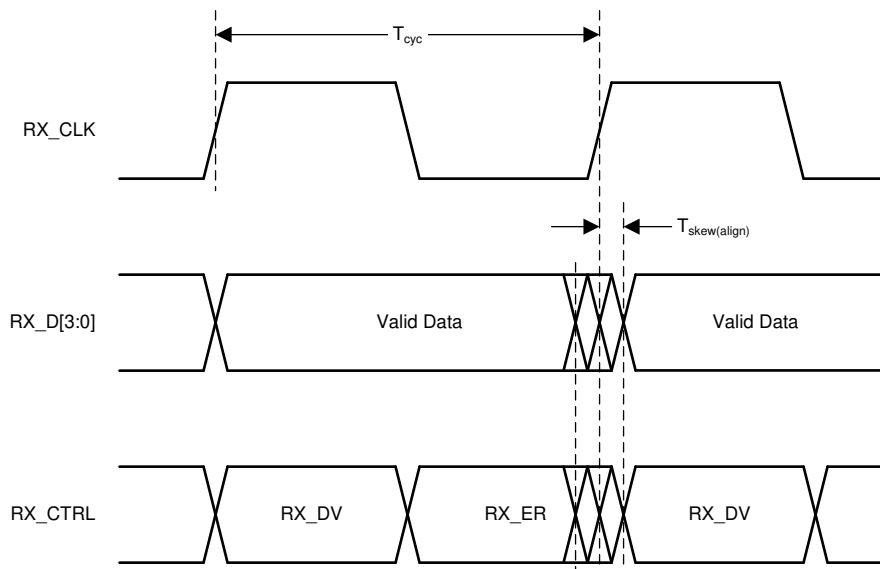 T_cyc
RX_CLK
T_skew(align)
RX_D[3:0] Valid Data Valid Data
RX_CTRL RX_DV RX_ER RX_DV